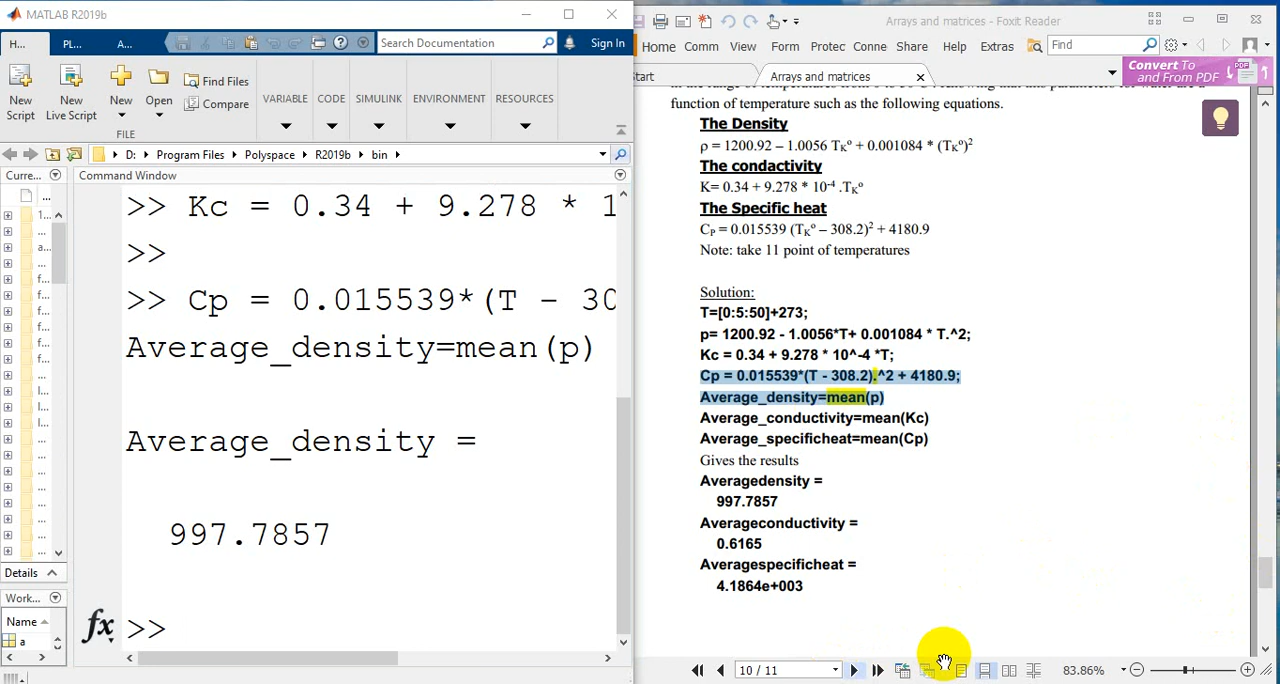 MATLAB R2019b
H...
PL...
A...
Search Documentation
Sign In
New
Script
New
Live Script
New
Open
Find Files
Compare
FILE
VARIABLE
CODE
SIMULINK
ENVIRONMENT
RESOURCES
D: Program Files Polyspace R2019b bin
Curre...
Command Window
>> Kc = 0.34 + 9.278 * 1
>>
>> Cp = 0.015539*(T - 30
Average_density=mean(p)
Average_density =
997.7857
fx >>
Details
Work...
Name
a
Arrays and matrices - Foxit Reader
Home Comm View Form Protec Conne Share Help Extras
Find
tart
Arrays and matrices
Convert To
and From PDF
function of temperature such as the following equations.
The Density
ρ = 1200.92 – 1.0056 Tₖº + 0.001084 * (Tₖº)²
The condactivity
K= 0.34 + 9.278 * 10⁻⁴ .Tₖº
The Specific heat
Cₚ = 0.015539 (Tₖº – 308.2)² + 4180.9
Note: take 11 point of temperatures
Solution:
T=[0:5:50]+273;
p= 1200.92 - 1.0056*T+ 0.001084 * T.^2;
Kc = 0.34 + 9.278 * 10^-4 *T;
Cp = 0.015539*(T - 308.2).^2 + 4180.9;
Average_density=mean(p)
Average_conductivity=mean(Kc)
Average_specificheat=mean(Cp)
Gives the results
Averagedensity =
997.7857
Averageconductivity =
0.6165
Averagespecificheat =
4.1864e+003
10 / 11
83.86%